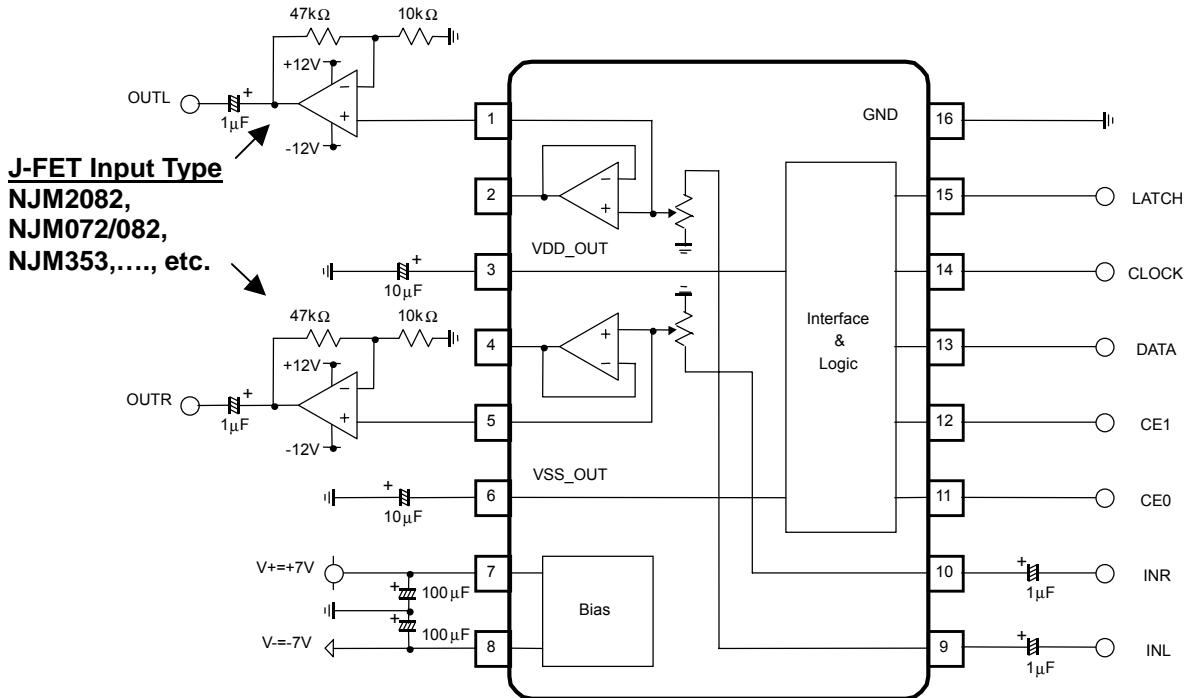 47kΩ
10kΩ
+12V
−
+
-12V
OUTL
+
1μF
J-FET Input Type
NJM2082,
NJM072/082,
NJM353,…., etc.
47kΩ
10kΩ
+12V
−
+
-12V
OUTR
+
1μF
1
2
−
+
VDD_OUT
3
+
10μF
4
+
−
5
VSS_OUT
6
+
10μF
V+=+7V
7
+
100μF
+
100μF
V-=-7V
8
Bias
Interface
&
Logic
GND
16
15
LATCH
14
CLOCK
13
DATA
12
CE1
11
CE0
10
+
1μF
INR
9
+
1μF
INL